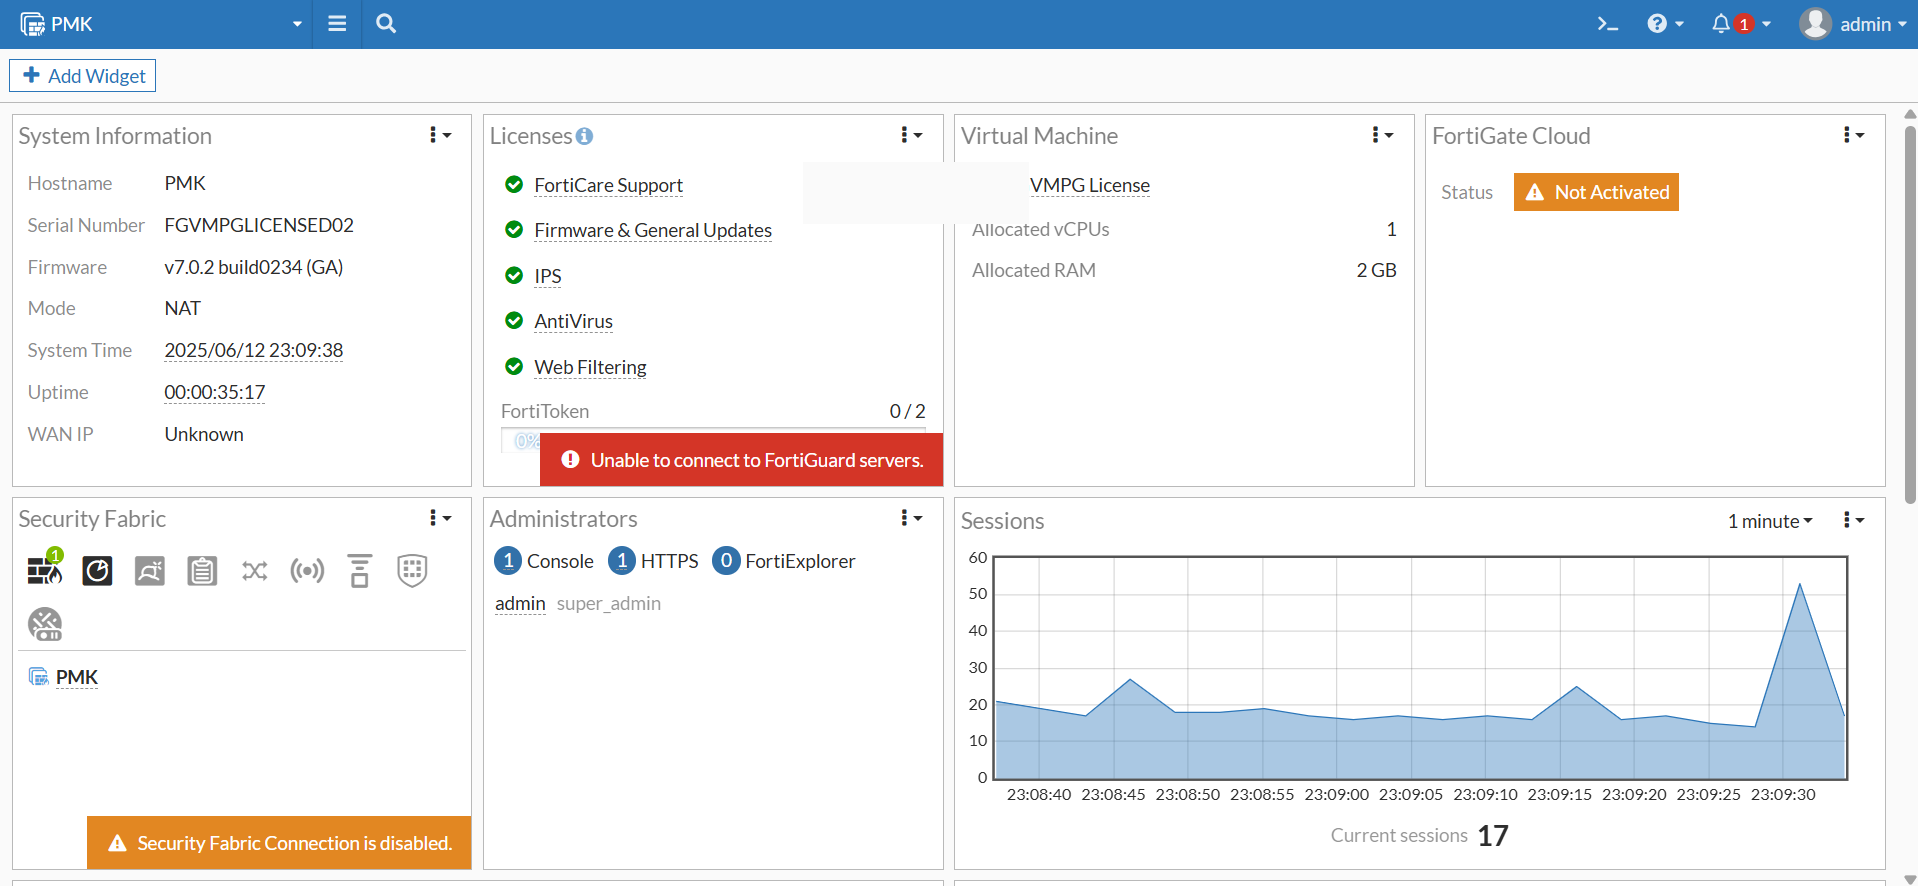 PMK
1
admin
Add Widget
System Information
Hostname PMK
Serial Number FGVMPGLICENSED02
Firmware v7.0.2 build0234 (GA)
Mode NAT
System Time 2025/06/12 23:09:38
Uptime 00:00:35:17
WAN IP Unknown
Licenses
FortiCare Support
Firmware & General Updates
IPS
AntiVirus
Web Filtering
FortiToken 0 / 2
0%
Unable to connect to FortiGuard servers.
Virtual Machine
VMPG License
Allocated vCPUs 1
Allocated RAM 2 GB
FortiGate Cloud
Status Not Activated
Security Fabric
1
PMK
Security Fabric Connection is disabled.
Administrators
1 Console 1 HTTPS 0 FortiExplorer
admin super_admin
Sessions
1 minute
60
50
40
30
20
10
0
23:08:40 23:08:45 23:08:50 23:08:55 23:09:00 23:09:05 23:09:10 23:09:15 23:09:20 23:09:25 23:09:30
Current sessions 17